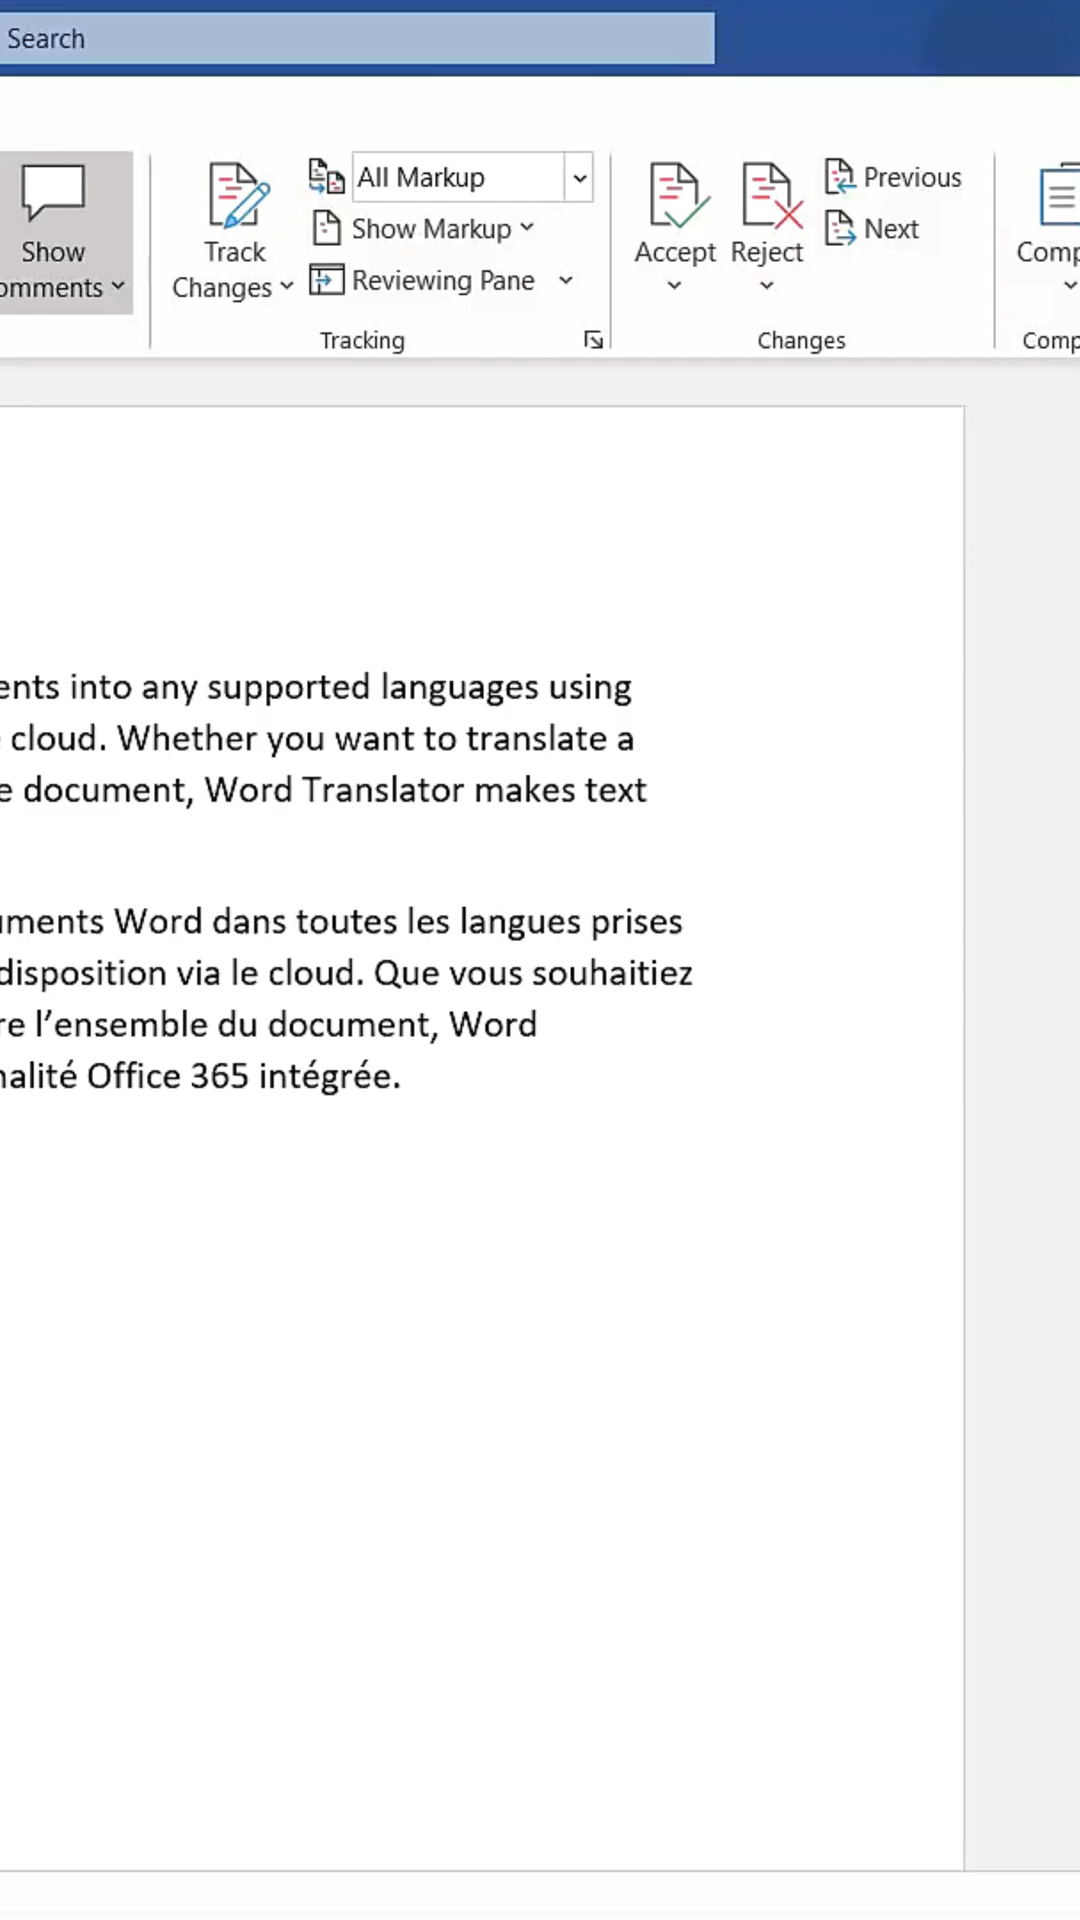 Search
Show
omments
Track
Changes
All Markup
Show Markup
Reviewing Pane
Tracking
Accept
Reject
Previous
Next
Changes
Comp
Comp
ents into any supported languages using
cloud. Whether you want to translate a
e document, Word Translator makes text
uments Word dans toutes les langues prises
disposition via le cloud. Que vous souhaitiez
re l’ensemble du document, Word
nalité Office 365 intégrée.